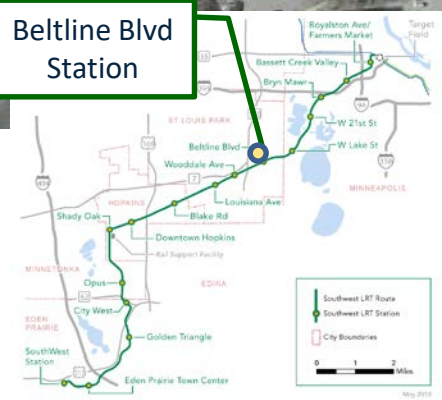 Beltline Blvd
Station
Royalston Ave/
Farmers Market
Target
Field
Bassett Creek Valley
Bryn Mawr
ST LOUIS PARK
W 21st St
Beltline Blvd
Wooddale Ave
W Lake St
MINNEAPOLIS
HOPKINS
Louisiana Ave
Blake Rd
Shady Oak
Downtown Hopkins
Rail Support Facility
MINNETONKA
EDINA
Opus
City West
EDEN
PRAIRIE
Golden Triangle
SouthWest
Station
Eden Prairie Town Center
Southwest LRT Route
Southwest LRT Station
City Boundaries
0 1 2
Miles